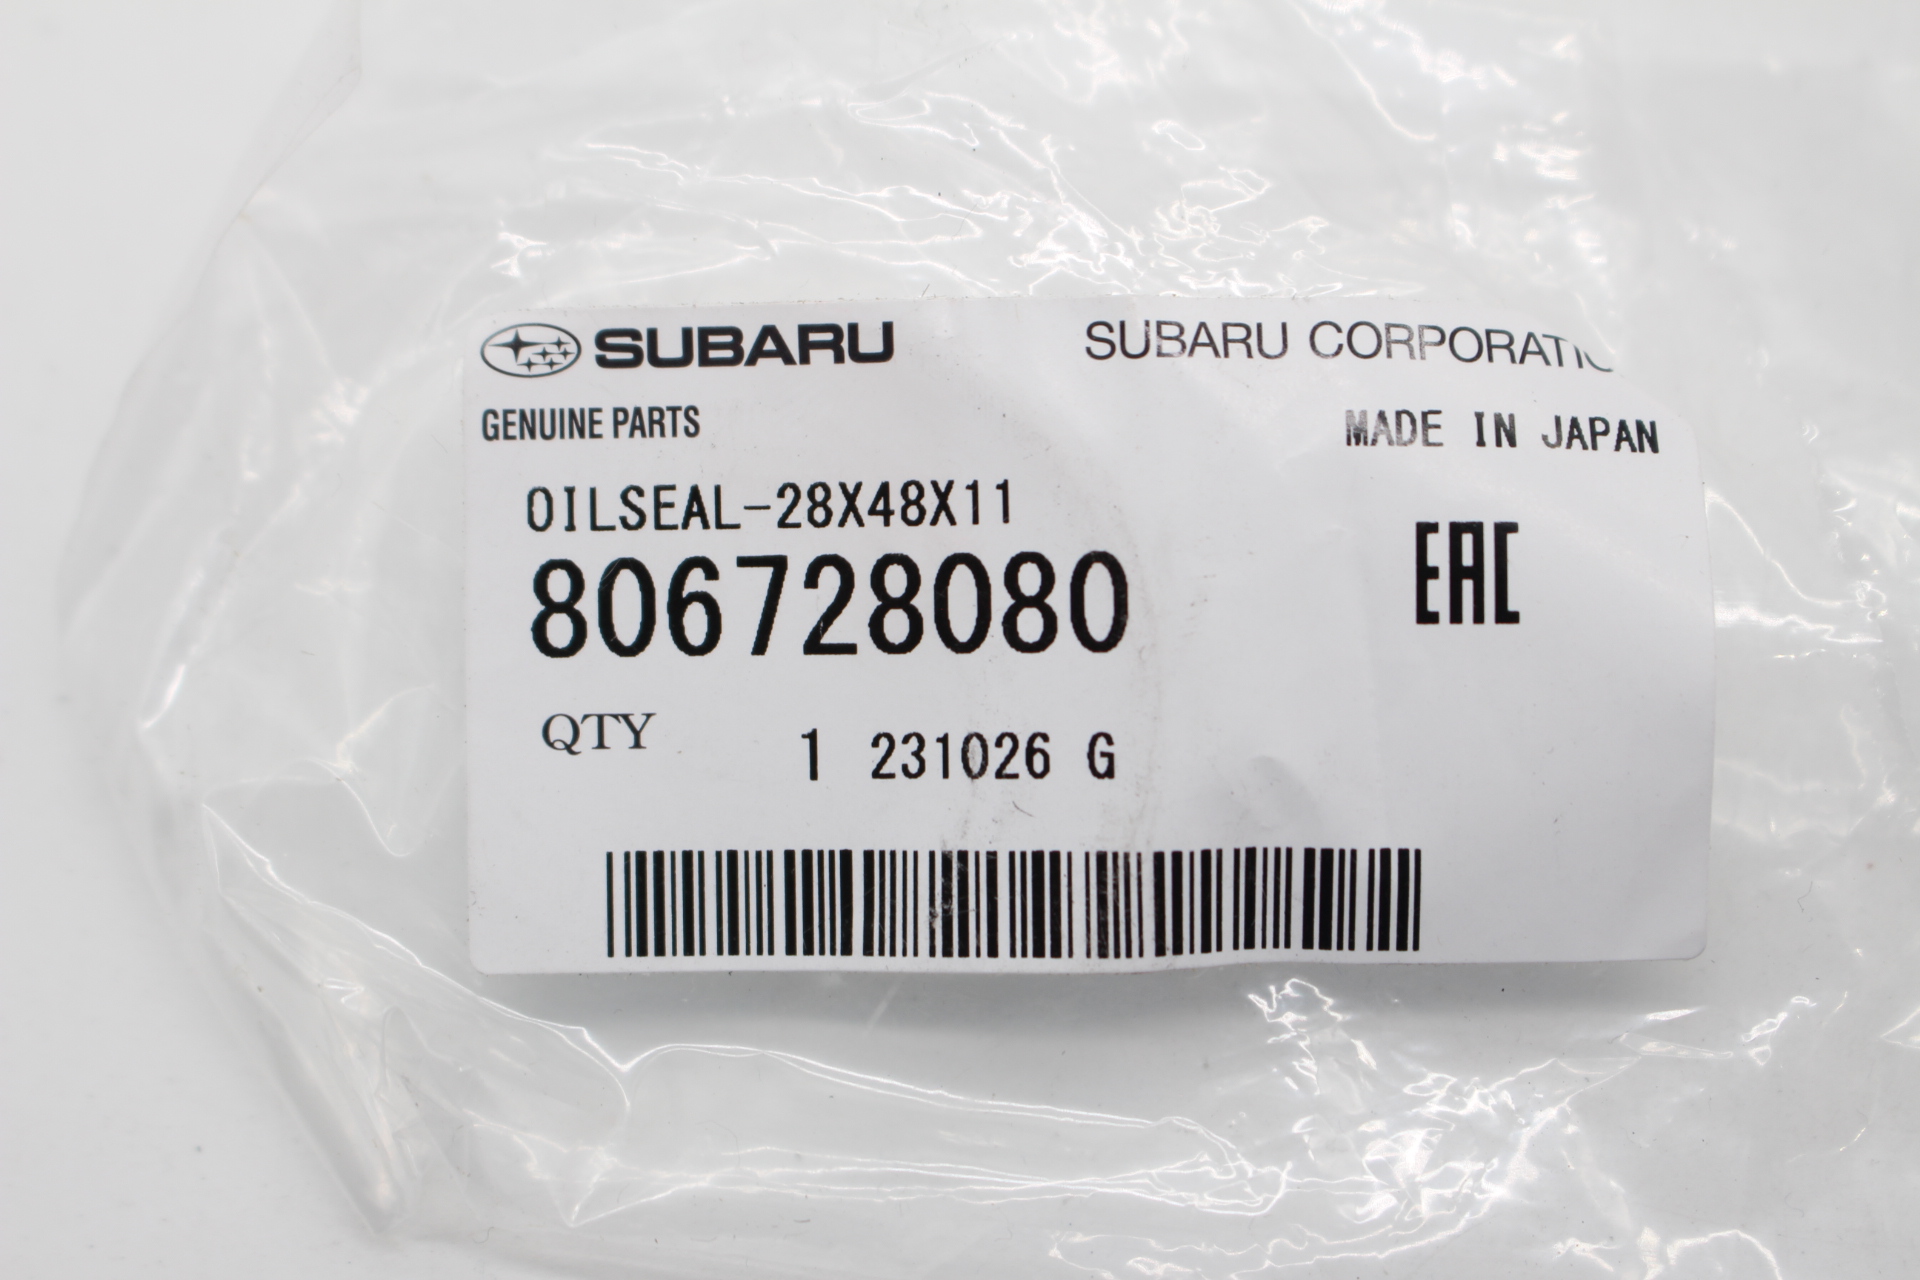 SUBARU SUBARU CORPORATIO
GENUINE PARTS MADE IN JAPAN
OILSEAL-28X48X11
806728080 EAC
QTY 1 231026 G